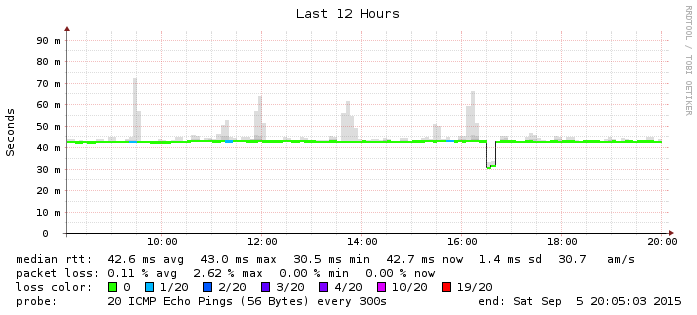 Last 12 Hours
RRDTOOL / TOBI OETIKER
Seconds
90 m
80 m
70 m
60 m
50 m
40 m
30 m
20 m
10 m
0
10:00 12:00 14:00 16:00 18:00 20:00
median rtt: 42.6 ms avg 43.0 ms max 30.5 ms min 42.7 ms now 1.4 ms sd 30.7 am/s
packet loss: 0.11 % avg 2.62 % max 0.00 % min 0.00 % now
loss color: 0 1/20 2/20 3/20 4/20 10/20 19/20
probe: 20 ICMP Echo Pings (56 Bytes) every 300s end: Sat Sep 5 20:05:03 2015